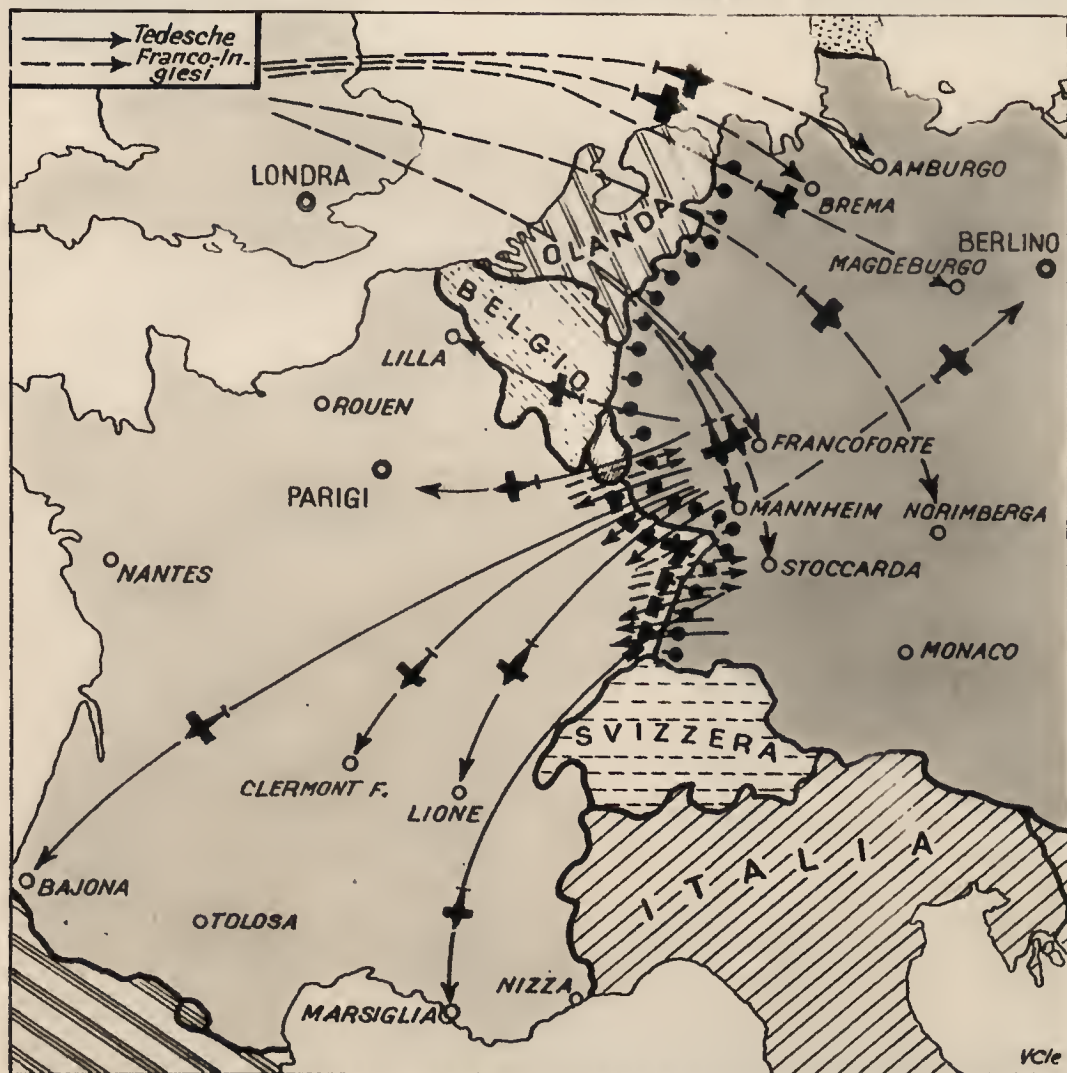 Tedesche
Franco-In-
glesi
LONDRA
AMBURGO
BREMA
OLANDA
BERLINO
MAGDEBURGO
BELGIO
LILLA
ROUEN
FRANCOFORTE
PARIGI
MANNHEIM
NORIMBERGA
NANTES
STOCCARDA
MONACO
SVIZZERA
CLERMONT F.
LIONE
ITALIA
BAJONA
TOLOSA
NIZZA
MARSIGLIA
VCle